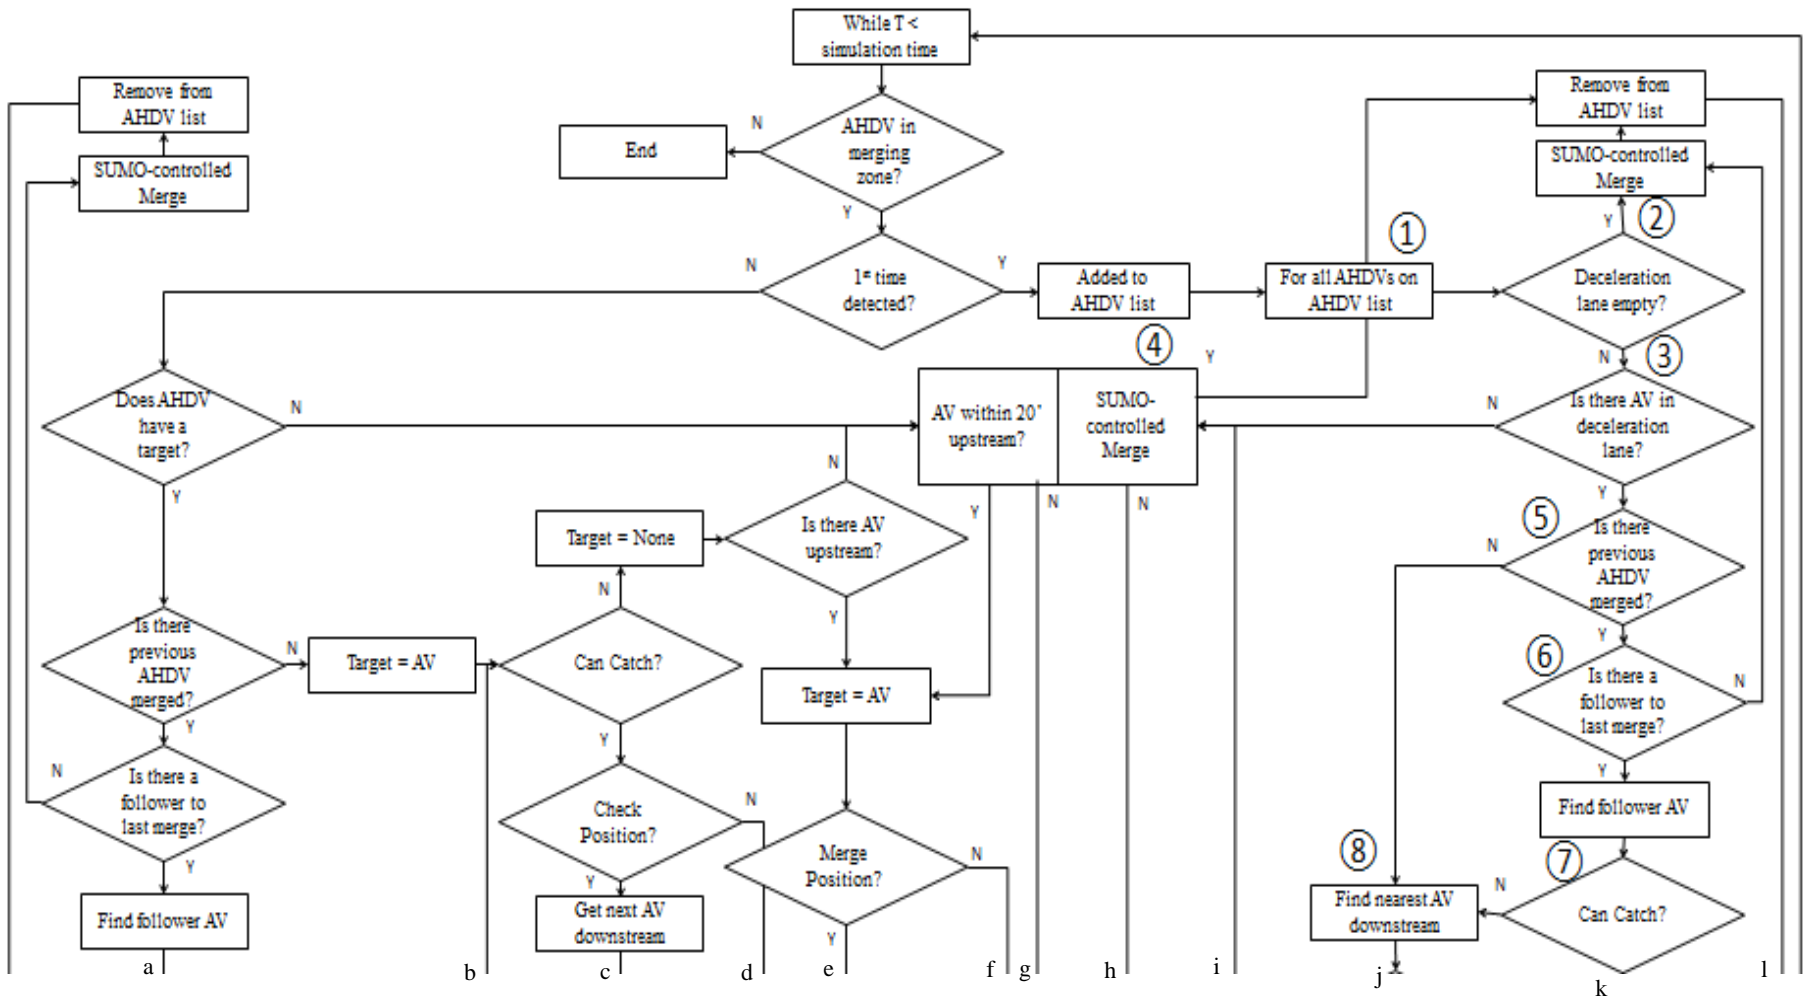 While T <
simulation time
Remove from
AHDV list
SUMO-controlled
Merge
N
End
AHDV in
merging
zone?
Y
Remove from
AHDV list
SUMO-controlled
Merge
Y
②
N
1st time
detected?
Y
Added to
AHDV list
①
For all AHDVs on
AHDV list
Deceleration
lane empty?
N
③
Does AHDV
have a
target?
N
Y
④
Y
AV within 20'
upstream?
SUMO-
controlled
Merge
N
Is there AV in
deceleration
lane?
Y
Y
N
N
Target = None
N
Is there AV
upstream?
Y
⑤
N
Is there
previous
AHDV
merged?
Y
Is there
previous
AHDV
merged?
N
Y
Target = AV
N
Can Catch?
Y
Target = AV
⑥
Is there a
follower to
last merge?
N
Y
N
Is there a
follower to
last merge?
Y
Check
Position?
N
Y
Merge
Position?
N
Y
Find follower AV
⑧
⑦
N
Can Catch?
Find follower AV
Get next AV
downstream
Find nearest AV
downstream
a
b
c
d
e
f
g
h
i
j
k
l